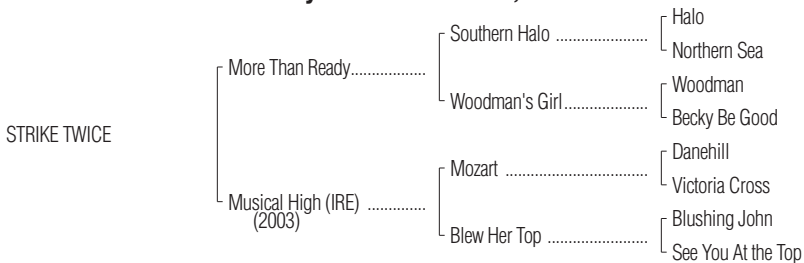 Halo
Southern Halo ......................
Northern Sea
More Than Ready..................
Woodman
Woodman's Girl....................
Becky Be Good
STRIKE TWICE
Danehill
Mozart ..................................
Victoria Cross
Musical High (IRE) ..............
(2003)
Blushing John
Blew Her Top ........................
See You At the Top